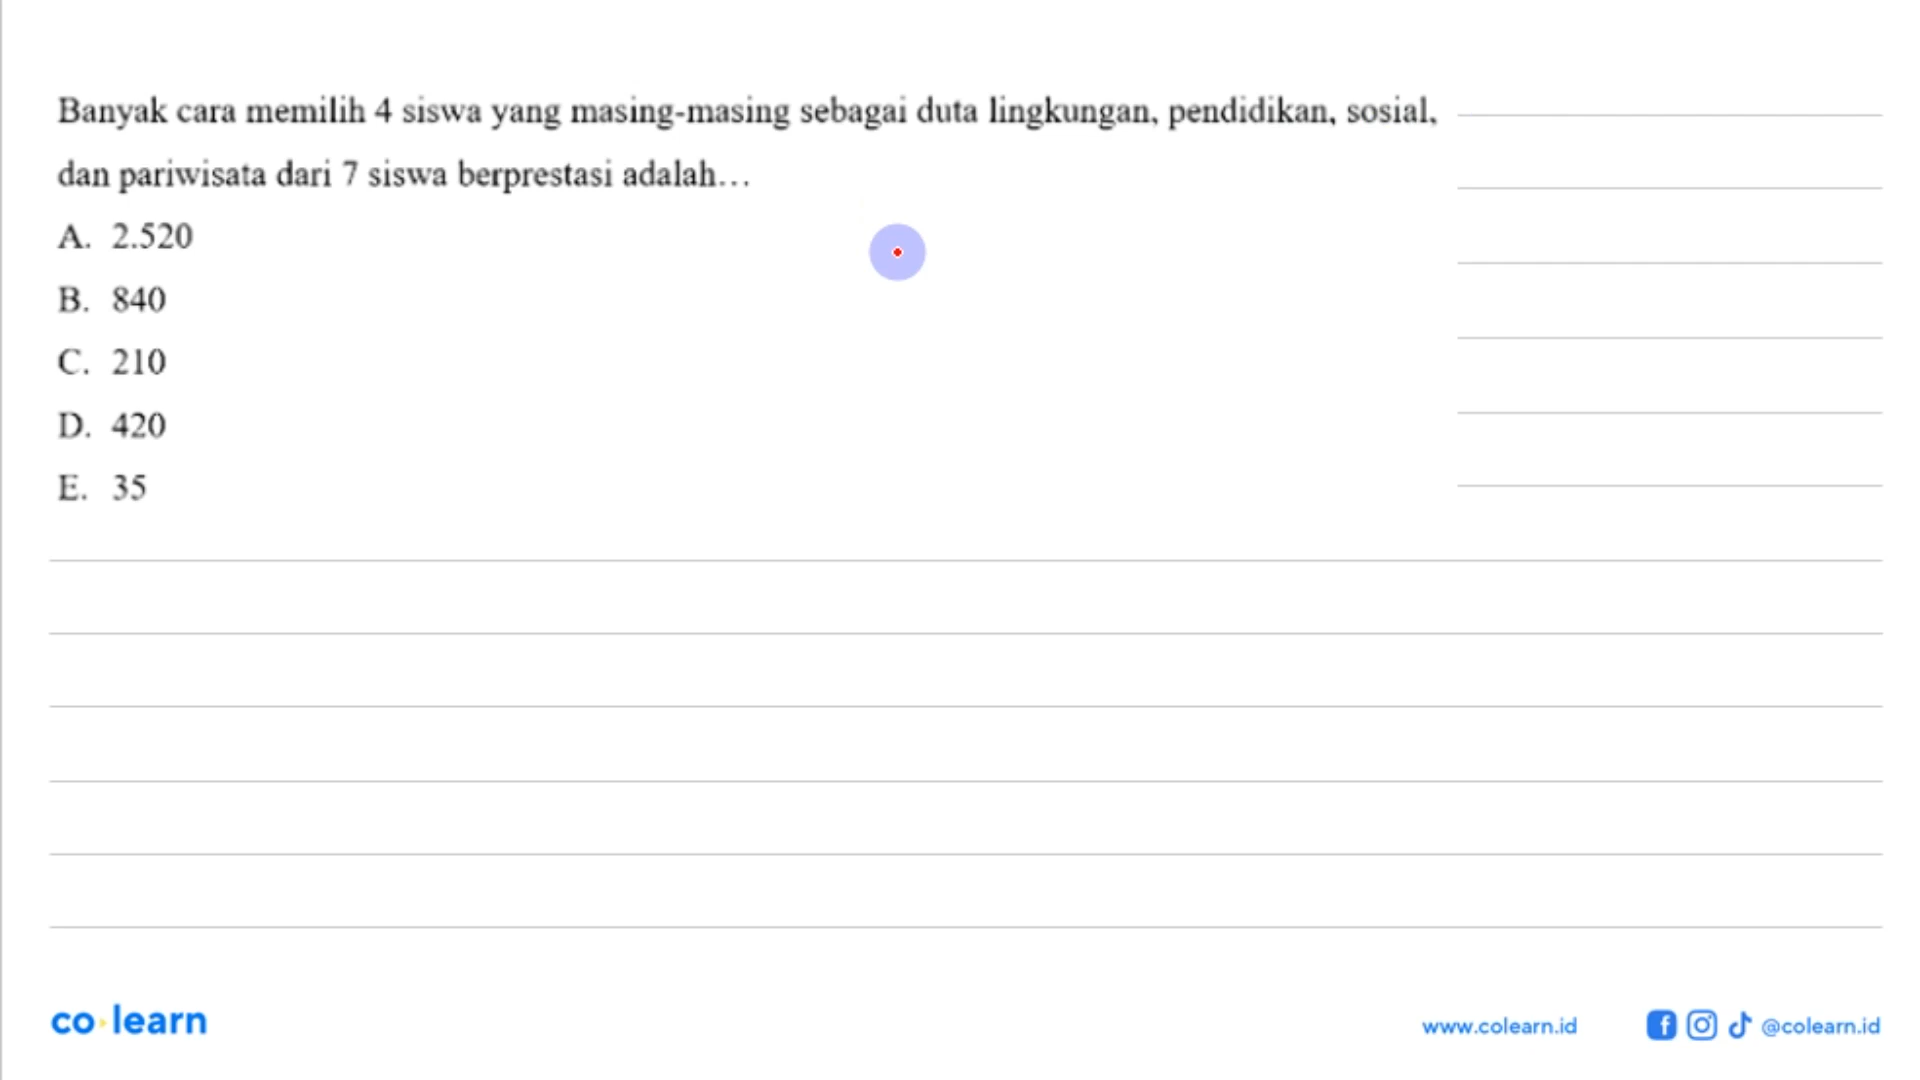 Banyak cara memilih 4 siswa yang masing-masing sebagai duta lingkungan, pendidikan, sosial,
dan pariwisata dari 7 siswa berprestasi adalah…
A. 2.520
B. 840
C. 210
D. 420
E. 35
co learn
www.colearn.id
@colearn.id